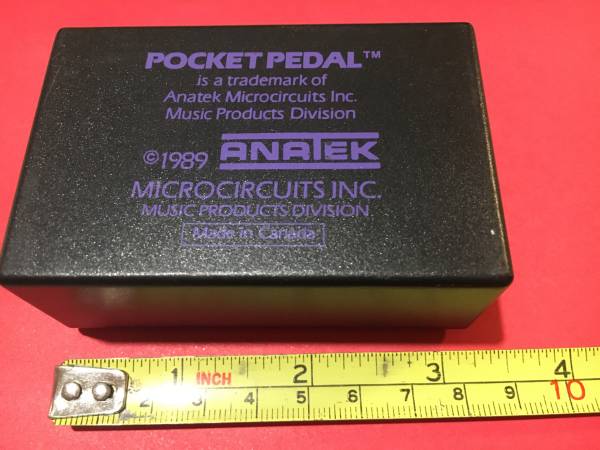 POCKET PEDAL™
is a trademark of
Anatek Microcircuits Inc.
Music Products Division
©1989 ANATEK
MICROCIRCUITS INC.
MUSIC PRODUCTS DIVISION
Made in Canada
1 INCH 2 3 4
2 3 4 5 6 7 8 9 10